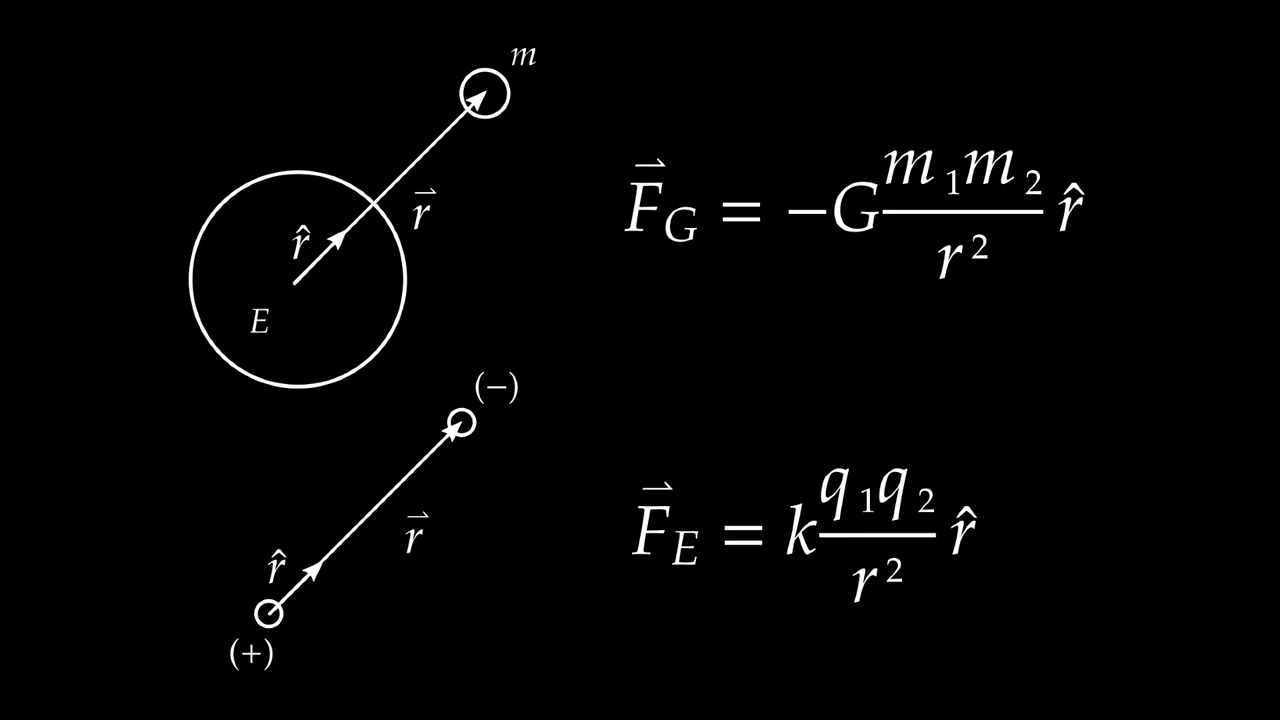 m
r⃗
r̂
E
F⃗_G = −G m₁m₂/r² r̂
(−)
r⃗
r̂
(+)
F⃗_E = k q₁q₂/r² r̂